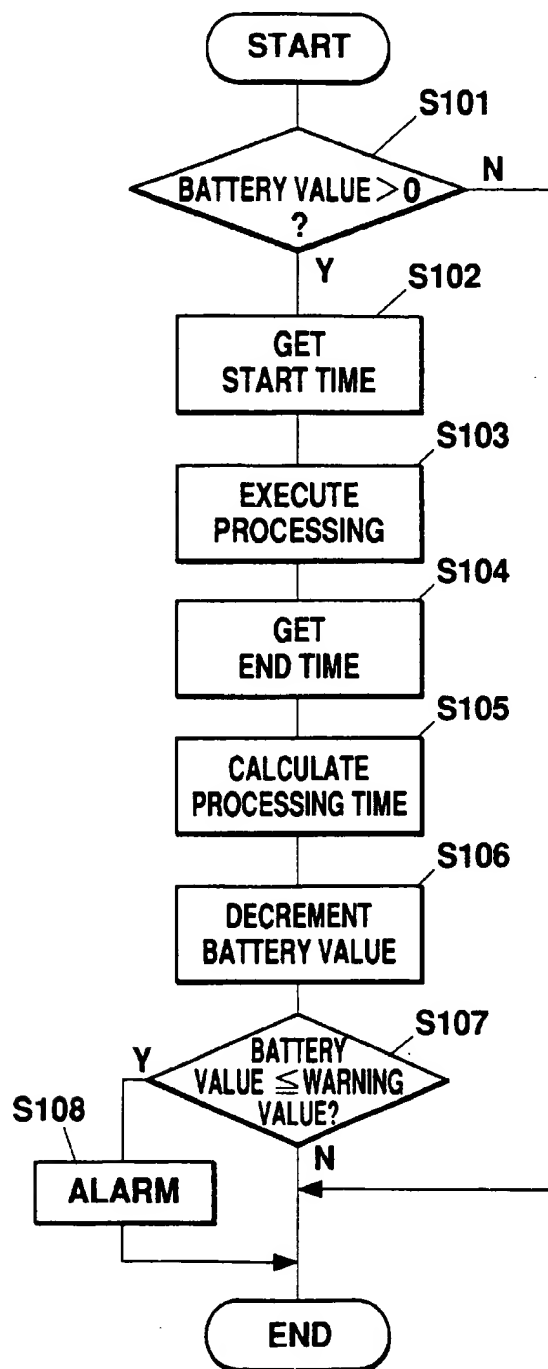 START
S101
BATTERY VALUE > 0
?
N
Y
S102
GET
START TIME
S103
EXECUTE
PROCESSING
S104
GET
END TIME
S105
CALCULATE
PROCESSING TIME
S106
DECREMENT
BATTERY VALUE
S107
BATTERY
VALUE ≦ WARNING
VALUE?
Y
N
S108
ALARM
END